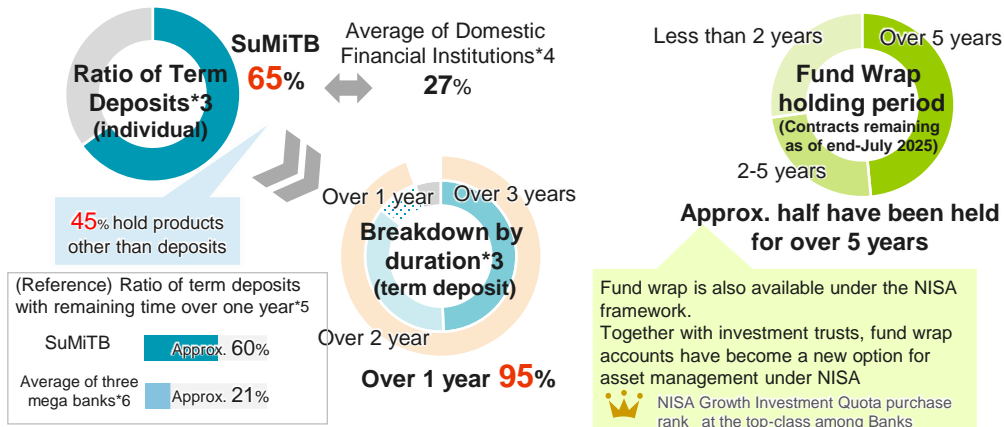 Ratio of Term
Deposits*3
(individual)
SuMiTB
65%
Average of Domestic
Financial Institutions*4
27%
45% hold products
other than deposits
Over 1 year
Over 3 years
Breakdown by
duration*3
(term deposit)
Over 2 year
Over 1 year 95%
(Reference) Ratio of term deposits
with remaining time over one year*5
SuMiTB
Approx. 60%
Average of three
mega banks*6
Approx. 21%
Less than 2 years
Over 5 years
Fund Wrap
holding period
(Contracts remaining
as of end-July 2025)
2-5 years
Approx. half have been held
for over 5 years
Fund wrap is also available under the NISA
framework.
Together with investment trusts, fund wrap
accounts have become a new option for
asset management under NISA
NISA Growth Investment Quota purchase
rank at the top-class among Banks